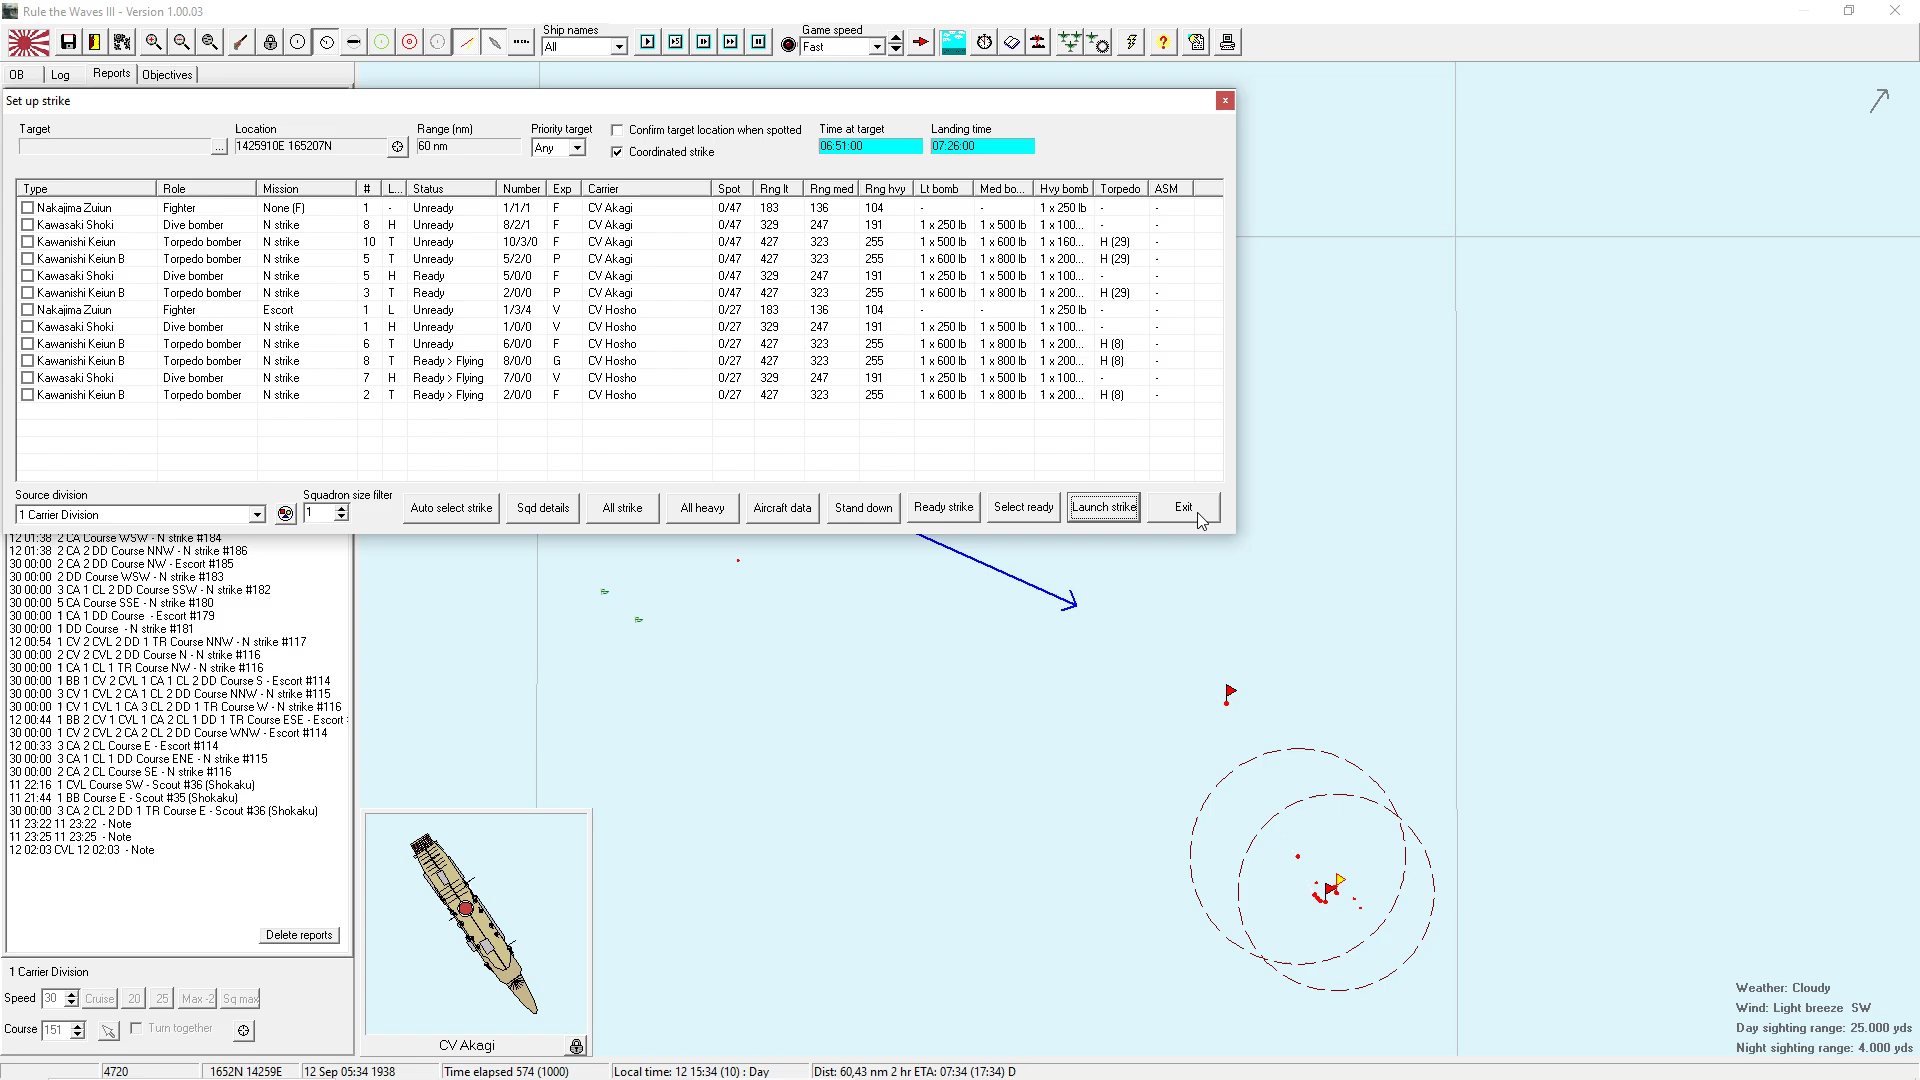 Rule the Waves III - Version 1.00.03
Ship names
All
Game speed
Fast
OB Log Reports Objectives
Set up strike
Target Location Range (nm) Priority target Confirm target location when spotted Time at target Landing time
... 1425910E 165207N 60 nm Any Coordinated strike 06:51:00 07:26:00
Type Role Mission # L... Status Number Exp Carrier Spot Rng lt Rng med Rng hvy Lt bomb Med bo... Hvy bomb Torpedo ASM
Nakajima Zuiun Fighter None (F) 1 - Unready 1/1/1 F CV Akagi 0/47 183 136 104 - - 1 x 250 lb - -
Kawasaki Shoki Dive bomber N strike 8 H Unready 8/2/1 F CV Akagi 0/47 329 247 191 1 x 250 lb 1 x 500 lb 1 x 100... - -
Kawanishi Keiun Torpedo bomber N strike 10 T Unready 10/3/0 F CV Akagi 0/47 427 323 255 1 x 500 lb 1 x 600 lb 1 x 160... H (29) -
Kawanishi Keiun B Torpedo bomber N strike 5 T Unready 5/2/0 P CV Akagi 0/47 427 323 255 1 x 600 lb 1 x 800 lb 1 x 200... H (29) -
Kawasaki Shoki Dive bomber N strike 5 H Ready 5/0/0 F CV Akagi 0/47 329 247 191 1 x 250 lb 1 x 500 lb 1 x 100... - -
Kawanishi Keiun B Torpedo bomber N strike 3 T Ready 2/0/0 P CV Akagi 0/47 427 323 255 1 x 600 lb 1 x 800 lb 1 x 200... H (29) -
Nakajima Zuiun Fighter Escort 1 L Unready 1/3/4 V CV Hosho 0/27 183 136 104 - - 1 x 250 lb - -
Kawasaki Shoki Dive bomber N strike 1 H Unready 1/0/0 V CV Hosho 0/27 329 247 191 1 x 250 lb 1 x 500 lb 1 x 100... - -
Kawanishi Keiun B Torpedo bomber N strike 6 T Unready 6/0/0 F CV Hosho 0/27 427 323 255 1 x 600 lb 1 x 800 lb 1 x 200... H (8) -
Kawanishi Keiun B Torpedo bomber N strike 8 T Ready > Flying 8/0/0 G CV Hosho 0/27 427 323 255 1 x 600 lb 1 x 800 lb 1 x 200... H (8) -
Kawasaki Shoki Dive bomber N strike 7 H Ready > Flying 7/0/0 V CV Hosho 0/27 329 247 191 1 x 250 lb 1 x 500 lb 1 x 100... - -
Kawanishi Keiun B Torpedo bomber N strike 2 T Ready > Flying 2/0/0 F CV Hosho 0/27 427 323 255 1 x 600 lb 1 x 800 lb 1 x 200... H (8) -
Source division Squadron size filter
1 Carrier Division 1 Auto select strike Sqd details All strike All heavy Aircraft data Stand down Ready strike Select ready Launch strike Exit
12 01:38 2 CA Course WSW - N strike #184
12 01:38 2 CA 2 DD Course NNW - N strike #186
30 00:00 2 CA 2 DD Course NW - Escort #185
30 00:00 2 DD Course WSW - N strike #183
30 00:00 3 CA 1 CL 2 DD Course SSW - N strike #182
30 00:00 5 CA Course SSE - N strike #180
30 00:00 1 CA 1 DD Course - Escort #179
30 00:00 1 DD Course - N strike #181
12 00:54 1 CV 2 CVL 2 DD 1 TR Course NNW - N strike #117
30 00:00 2 CV 2 CVL 2 DD Course N - N strike #116
30 00:00 1 CA 1 CL 1 TR Course NW - N strike #116
30 00:00 1 BB 1 CV 2 CVL 1 CA 1 CL 2 DD Course S - Escort #114
30 00:00 3 CV 1 CVL 2 CA 1 CL 2 DD Course NNW - N strike #115
30 00:00 1 CV 1 CVL 1 CA 3 CL 2 DD 1 TR Course W - N strike #116
12 00:44 1 BB 2 CV 1 CVL 1 CA 2 CL 1 DD 1 TR Course ESE - Escort
30 00:00 1 CV 2 CVL 2 CA 2 CL 2 DD Course WNW - Escort #114
12 00:33 3 CA 2 CL Course E - Escort #114
30 00:00 3 CA 1 CL 1 DD Course ENE - N strike #115
30 00:00 2 CA 2 CL Course SE - N strike #116
11 22:16 1 CVL Course SW - Scout #36 (Shokaku)
11 21:44 1 BB Course E - Scout #35 (Shokaku)
30 00:00 3 CA 2 CL 2 DD 1 TR Course E - Scout #36 (Shokaku)
11 23:22 11 23:22 - Note
11 23:25 11 23:25 - Note
12 02:03 CVL 12 02:03 - Note
Delete reports
1 Carrier Division
Speed 30 Cruise 20 25 Max -2 Sq max
Course 151 Turn together
CV Akagi
Weather: Cloudy
Wind: Light breeze SW
Day sighting range: 25.000 yds
Night sighting range: 4.000 yds
4720 1652N 14259E 12 Sep 05:34 1938 Time elapsed 574 (1000) Local time: 12 15:34 (10) : Day Dist: 60,43 nm 2 hr ETA: 07:34 (17:34) D